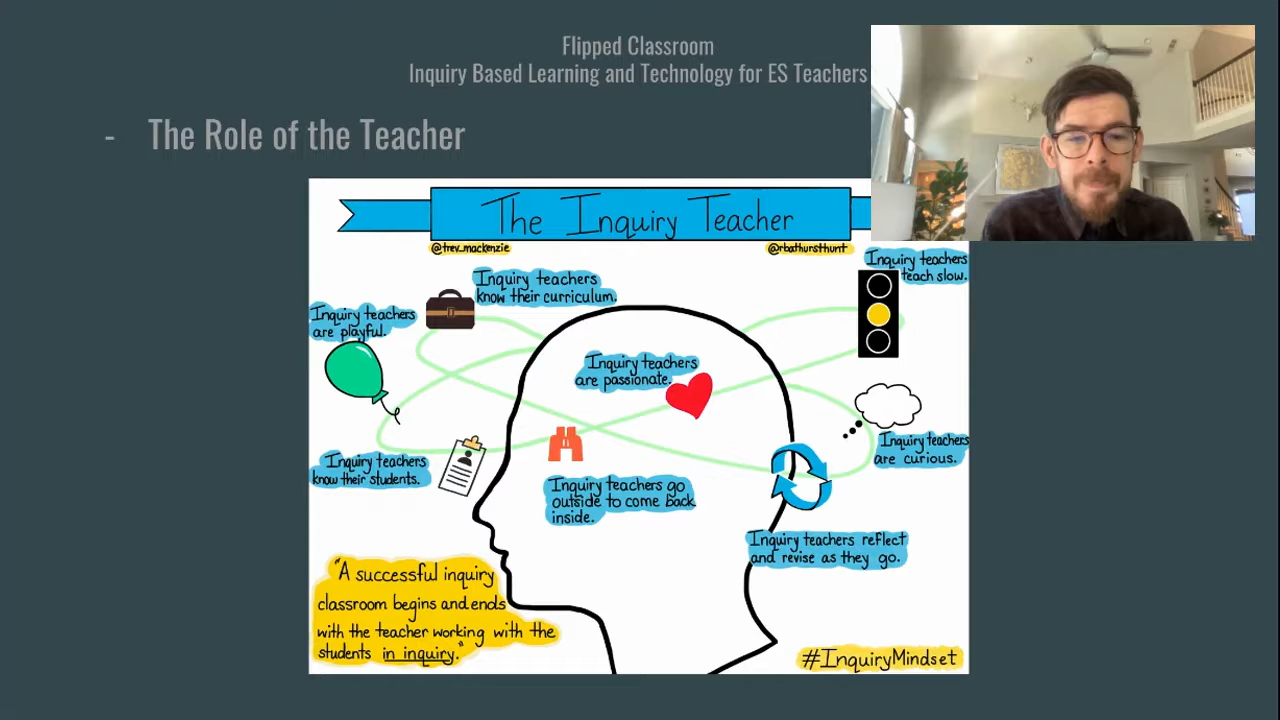 Flipped Classroom
Inquiry Based Learning and Technology for ES Teachers
- The Role of the Teacher
The Inquiry Teacher
@trev_mackenzie
@rbathursthunt
Inquiry teachers
teach slow.
Inquiry teachers
know their curriculum.
Inquiry teachers
are playful.
Inquiry teachers
are passionate.
Inquiry teachers
are curious.
Inquiry teachers
know their students.
Inquiry teachers go
outside to come back
inside.
Inquiry teachers reflect
and revise as they go.
"A successful inquiry
classroom begins and ends
with the teacher working with the
students in inquiry."
#InquiryMindset